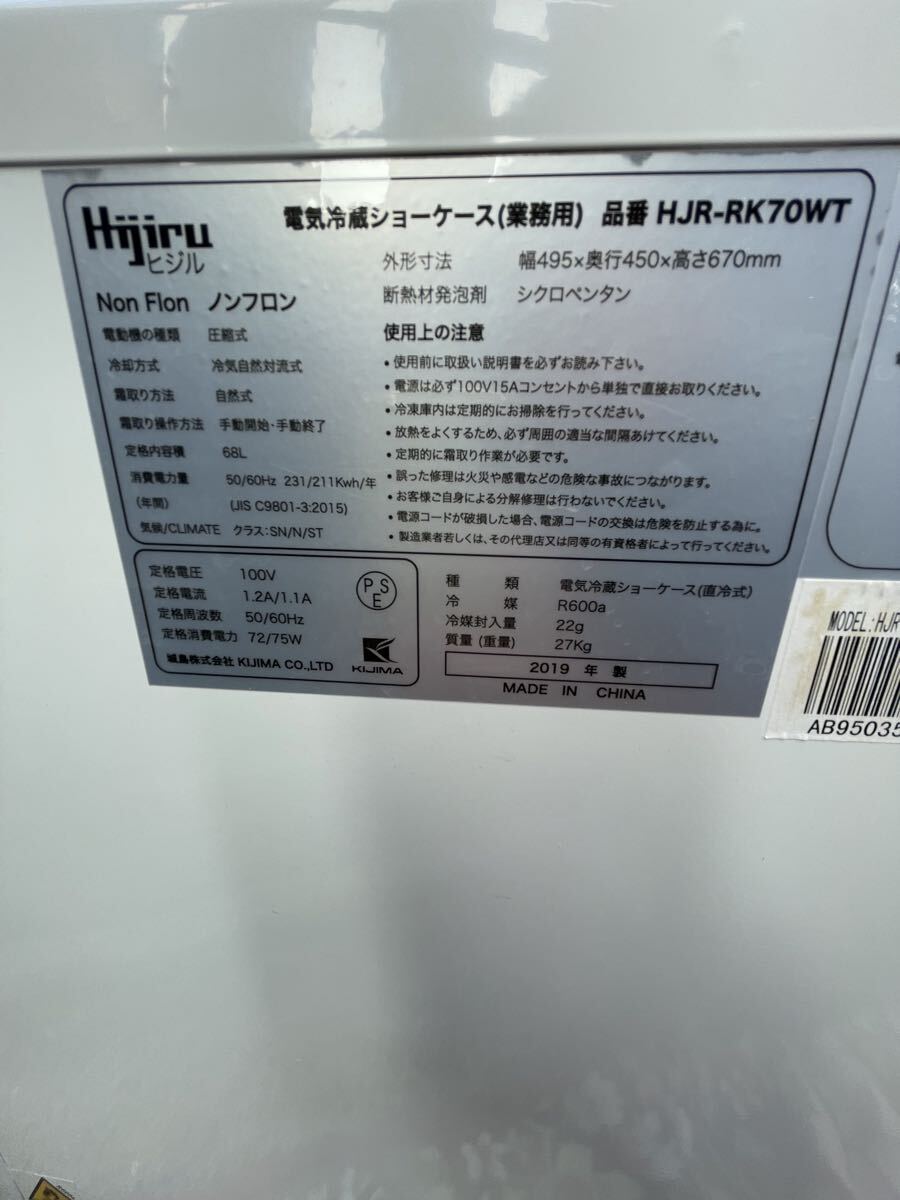 Hijiru
ヒジル
電気冷蔵ショーケース(業務用) 品番 HJR-RK70WT
外形寸法 幅495×奥行450×高さ670mm
断熱材発泡剤 シクロペンタン
Non Flon ノンフロン
電動機の種類 圧縮式
冷却方式 冷気自然対流式
霜取り方法 自然式
霜取り操作方法 手動開始・手動終了
定格内容積 68L
消費電力量 50/60Hz 231/211Kwh/年
(年間) (JIS C9801-3:2015)
気候/CLIMATE クラス:SN/N/ST
使用上の注意
・使用前に取扱い説明書を必ずお読み下さい。
・電源は必ず100V15Aコンセントから単独で直接お取りください。
・冷凍庫内は定期的にお掃除を行ってください。
・放熱をよくするため、必ず周囲の適当な間隔あけてください。
・定期的に霜取り作業が必要です。
・誤った修理は火災や感電などの危険な事故につながります。
・お客様ご自身による分解修理は行わないでください。
・電源コードが破損した場合、電源コードの交換は危険を防止する為に。
・製造業者若しくは、その代理店又は同等の有資格者によって行ってください。
定格電圧 100V
定格電流 1.2A/1.1A
定格周波数 50/60Hz
定格消費電力 72/75W
城島株式会社 KIJIMA CO.,LTD
PSE
KIJIMA
種類 電気冷蔵ショーケース(直冷式)
冷媒 R600a
冷媒封入量 22g
質量(重量) 27Kg
2019 年 製
MADE IN CHINA
MODEL:HJR
AB95035